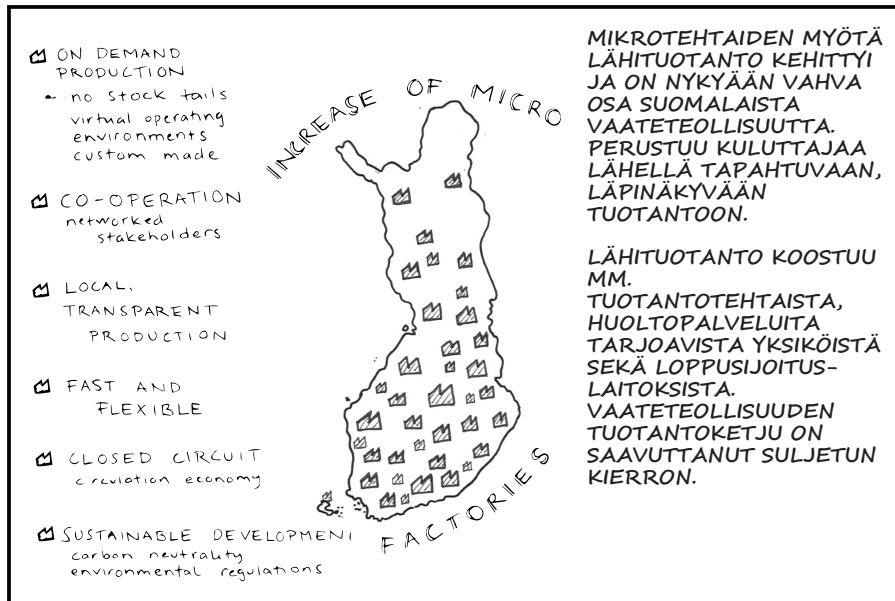 ON DEMAND
PRODUCTION
- no stock tails
virtual operating
environments
custom made
CO-OPERATION
networked
stakeholders
LOCAL,
TRANSPARENT
PRODUCTION
FAST AND
FLEXIBLE
CLOSED CIRCUIT
circulation economy
SUSTAINABLE DEVELOPMENT
carbon neutrality
environmental regulations
INCREASE OF MICRO
FACTORIES
MIKROTEHTAIDEN MYÖTÄ
LÄHITUOTANTO KEHITTYI
JA ON NYKYÄÄN VAHVA
OSA SUOMALAISTA
VAATETEOLLISUUTTA.
PERUSTUU KULUTTAJAA
LÄHELLÄ TAPAHTUVAAN,
LÄPINÄKYVÄÄN
TUOTANTOON.
LÄHITUOTANTO KOOSTUU
MM.
TUOTANTOTEHTAISTA,
HUOLTOPALVELUITA
TARJOAVISTA YKSIKÖISTÄ
SEKÄ LOPPUSIJOITUS-
LAITOKSISTA.
VAATETEOLLISUUDEN
TUOTANTOKETJU ON
SAAVUTTANUT SULJETUN
KIERRON.